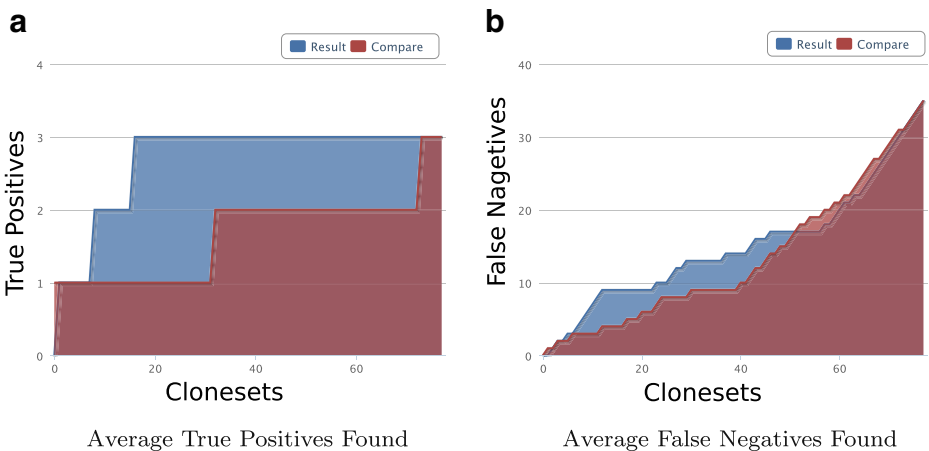 a
Result Compare
4
3
2
1
0
0 20 40 60
True Positives
Clonesets
Average True Positives Found
b
Result Compare
40
30
20
10
0
0 20 40 60
False Nagetives
Clonesets
Average False Negatives Found